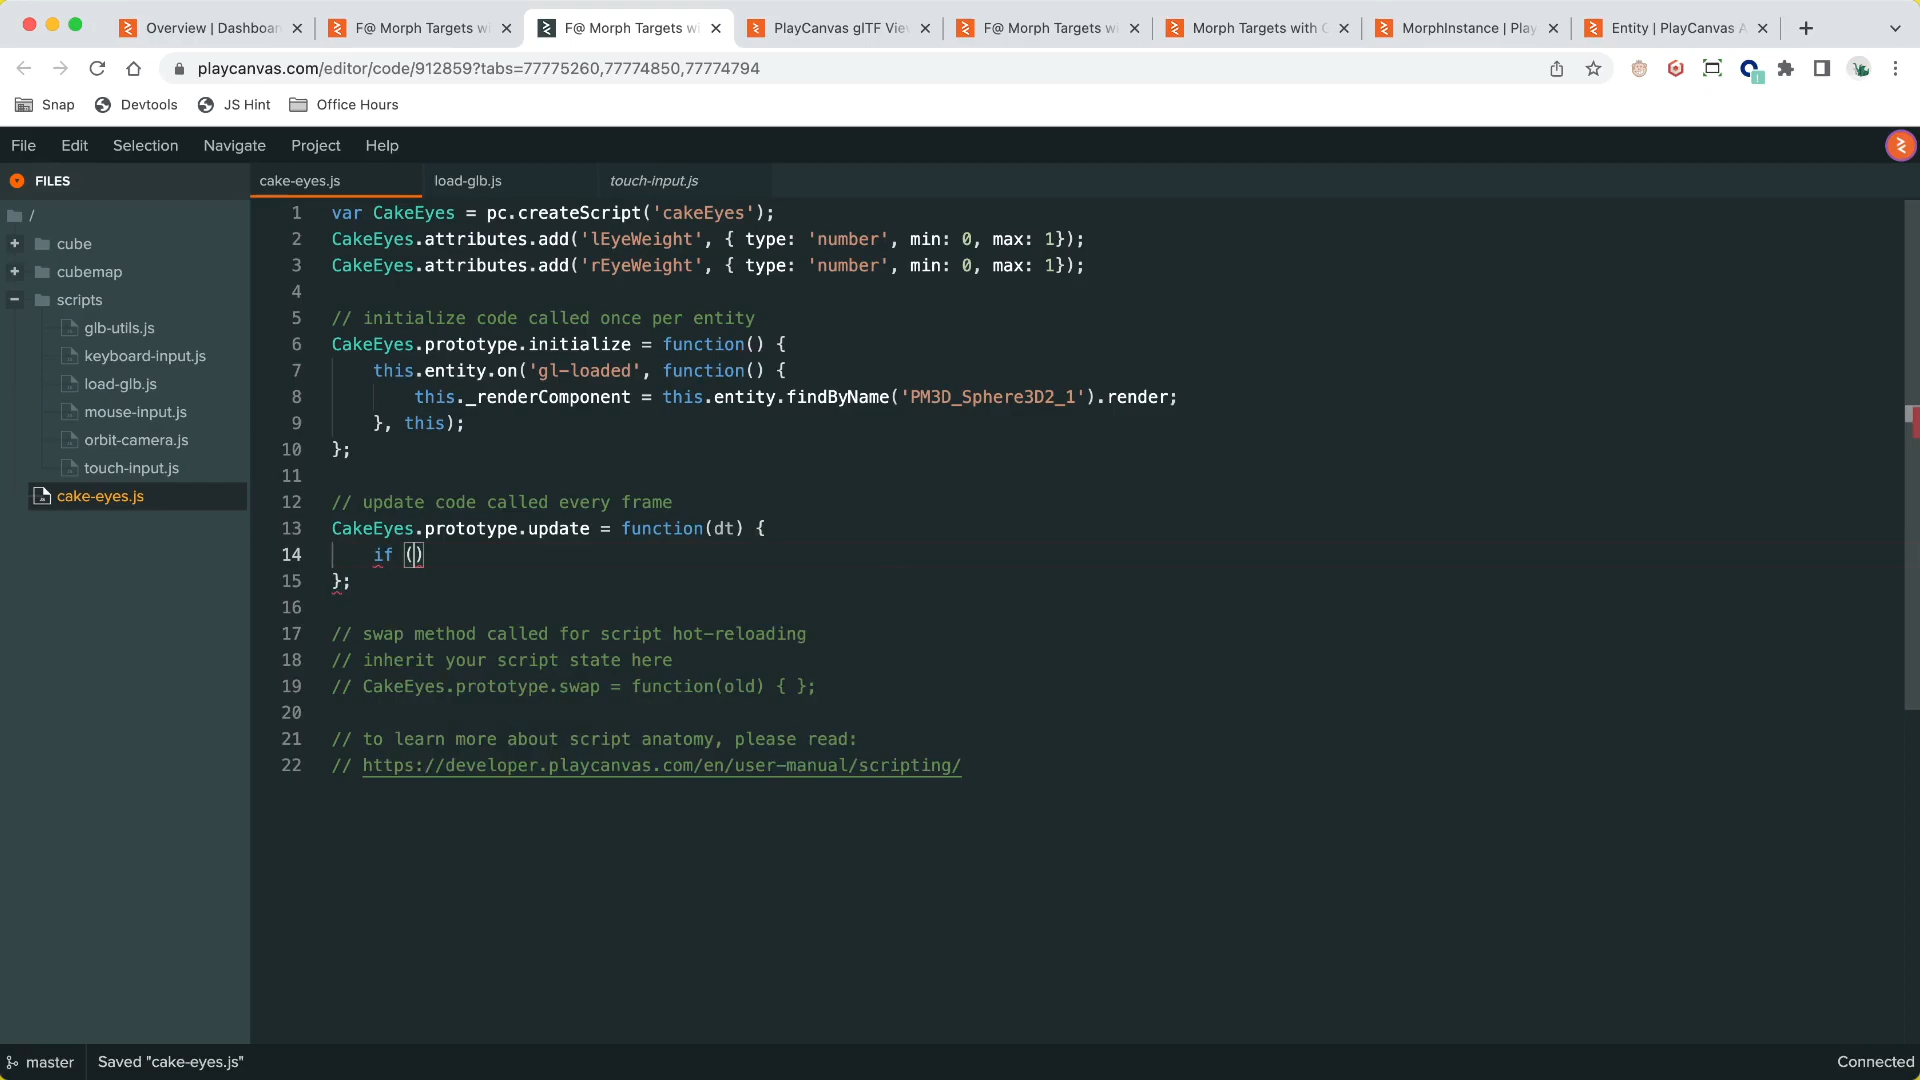 Overview | Dashboar
F@ Morph Targets wi
F@ Morph Targets wi
PlayCanvas glTF Viev
F@ Morph Targets wi
Morph Targets with G
MorphInstance | Play
Entity | PlayCanvas A
playcanvas.com/editor/code/912859?tabs=77775260,77774850,77774794
Snap
Devtools
JS Hint
Office Hours
File
Edit
Selection
Navigate
Project
Help
FILES
cake-eyes.js
load-glb.js
touch-input.js
/
cube
cubemap
scripts
glb-utils.js
keyboard-input.js
load-glb.js
mouse-input.js
orbit-camera.js
touch-input.js
cake-eyes.js
1 var CakeEyes = pc.createScript('cakeEyes');
2 CakeEyes.attributes.add('lEyeWeight', { type: 'number', min: 0, max: 1});
3 CakeEyes.attributes.add('rEyeWeight', { type: 'number', min: 0, max: 1});
4
5 // initialize code called once per entity
6 CakeEyes.prototype.initialize = function() {
7 this.entity.on('gl-loaded', function() {
8 this._renderComponent = this.entity.findByName('PM3D_Sphere3D2_1').render;
9 }, this);
10 };
11
12 // update code called every frame
13 CakeEyes.prototype.update = function(dt) {
14 if ()
15 };
16
17 // swap method called for script hot-reloading
18 // inherit your script state here
19 // CakeEyes.prototype.swap = function(old) { };
20
21 // to learn more about script anatomy, please read:
22 // https://developer.playcanvas.com/en/user-manual/scripting/
master
Saved "cake-eyes.js"
Connected